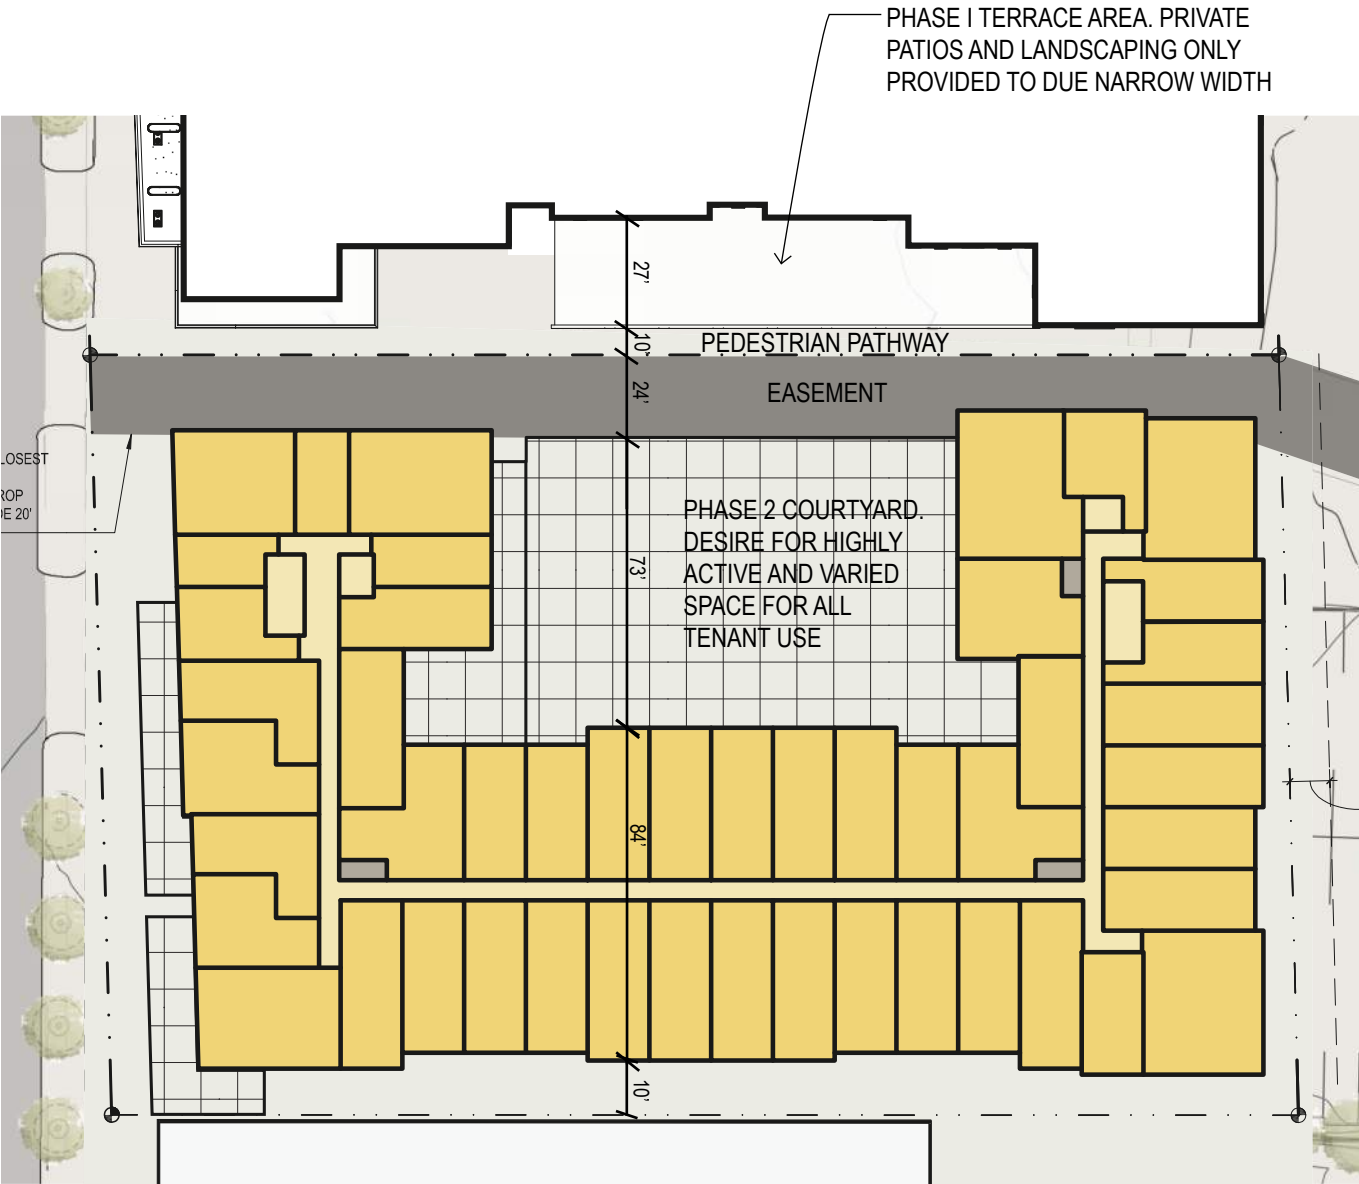 PHASE I TERRACE AREA. PRIVATE
PATIOS AND LANDSCAPING ONLY
PROVIDED TO DUE NARROW WIDTH
27'
10'
PEDESTRIAN PATHWAY
24'
EASEMENT
LOSEST
ROP
DE 20'
PHASE 2 COURTYARD.
DESIRE FOR HIGHLY
ACTIVE AND VARIED
SPACE FOR ALL
TENANT USE
73'
84'
10'